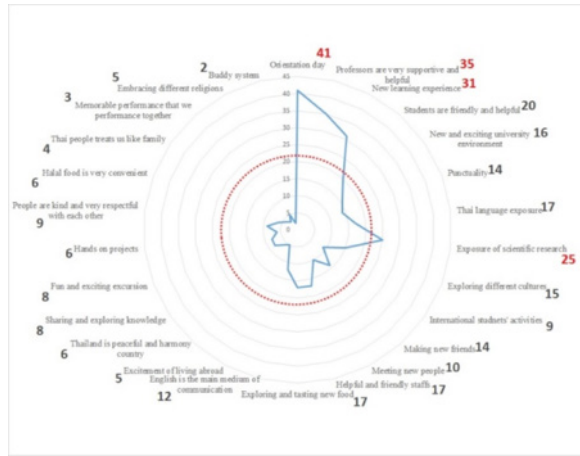 41
Orientation day
45
40
35
30
25
20
15
10
5
0
35
Professors are very supportive and
helpful
New learning experience 31
Students are friendly and helpful 20
New and exciting university 16
environment
Punctuality 14
Thai language exposure 17
Exposure of scientific research
25
Exploring different cultures
15
International studnets' activities
9
Making new friends 14
Meeting new people 10
Helpful and friendly staffs 17
Exploring and tasting new food
17
English is the main medium of
communication
12
Excitement of living abroad
5
Thailand is peaceful and harmony
country
6
Sharing and exploring knowledge
8
Fun and exciting excursion
8
Hands on projects
6
People are kind and very respectful
with each other
9
Halal food is very convenient
6
Thai people treats us like family
4
Memorable performance that we
performance together
3
Embracing different religions
5
Buddy system
2